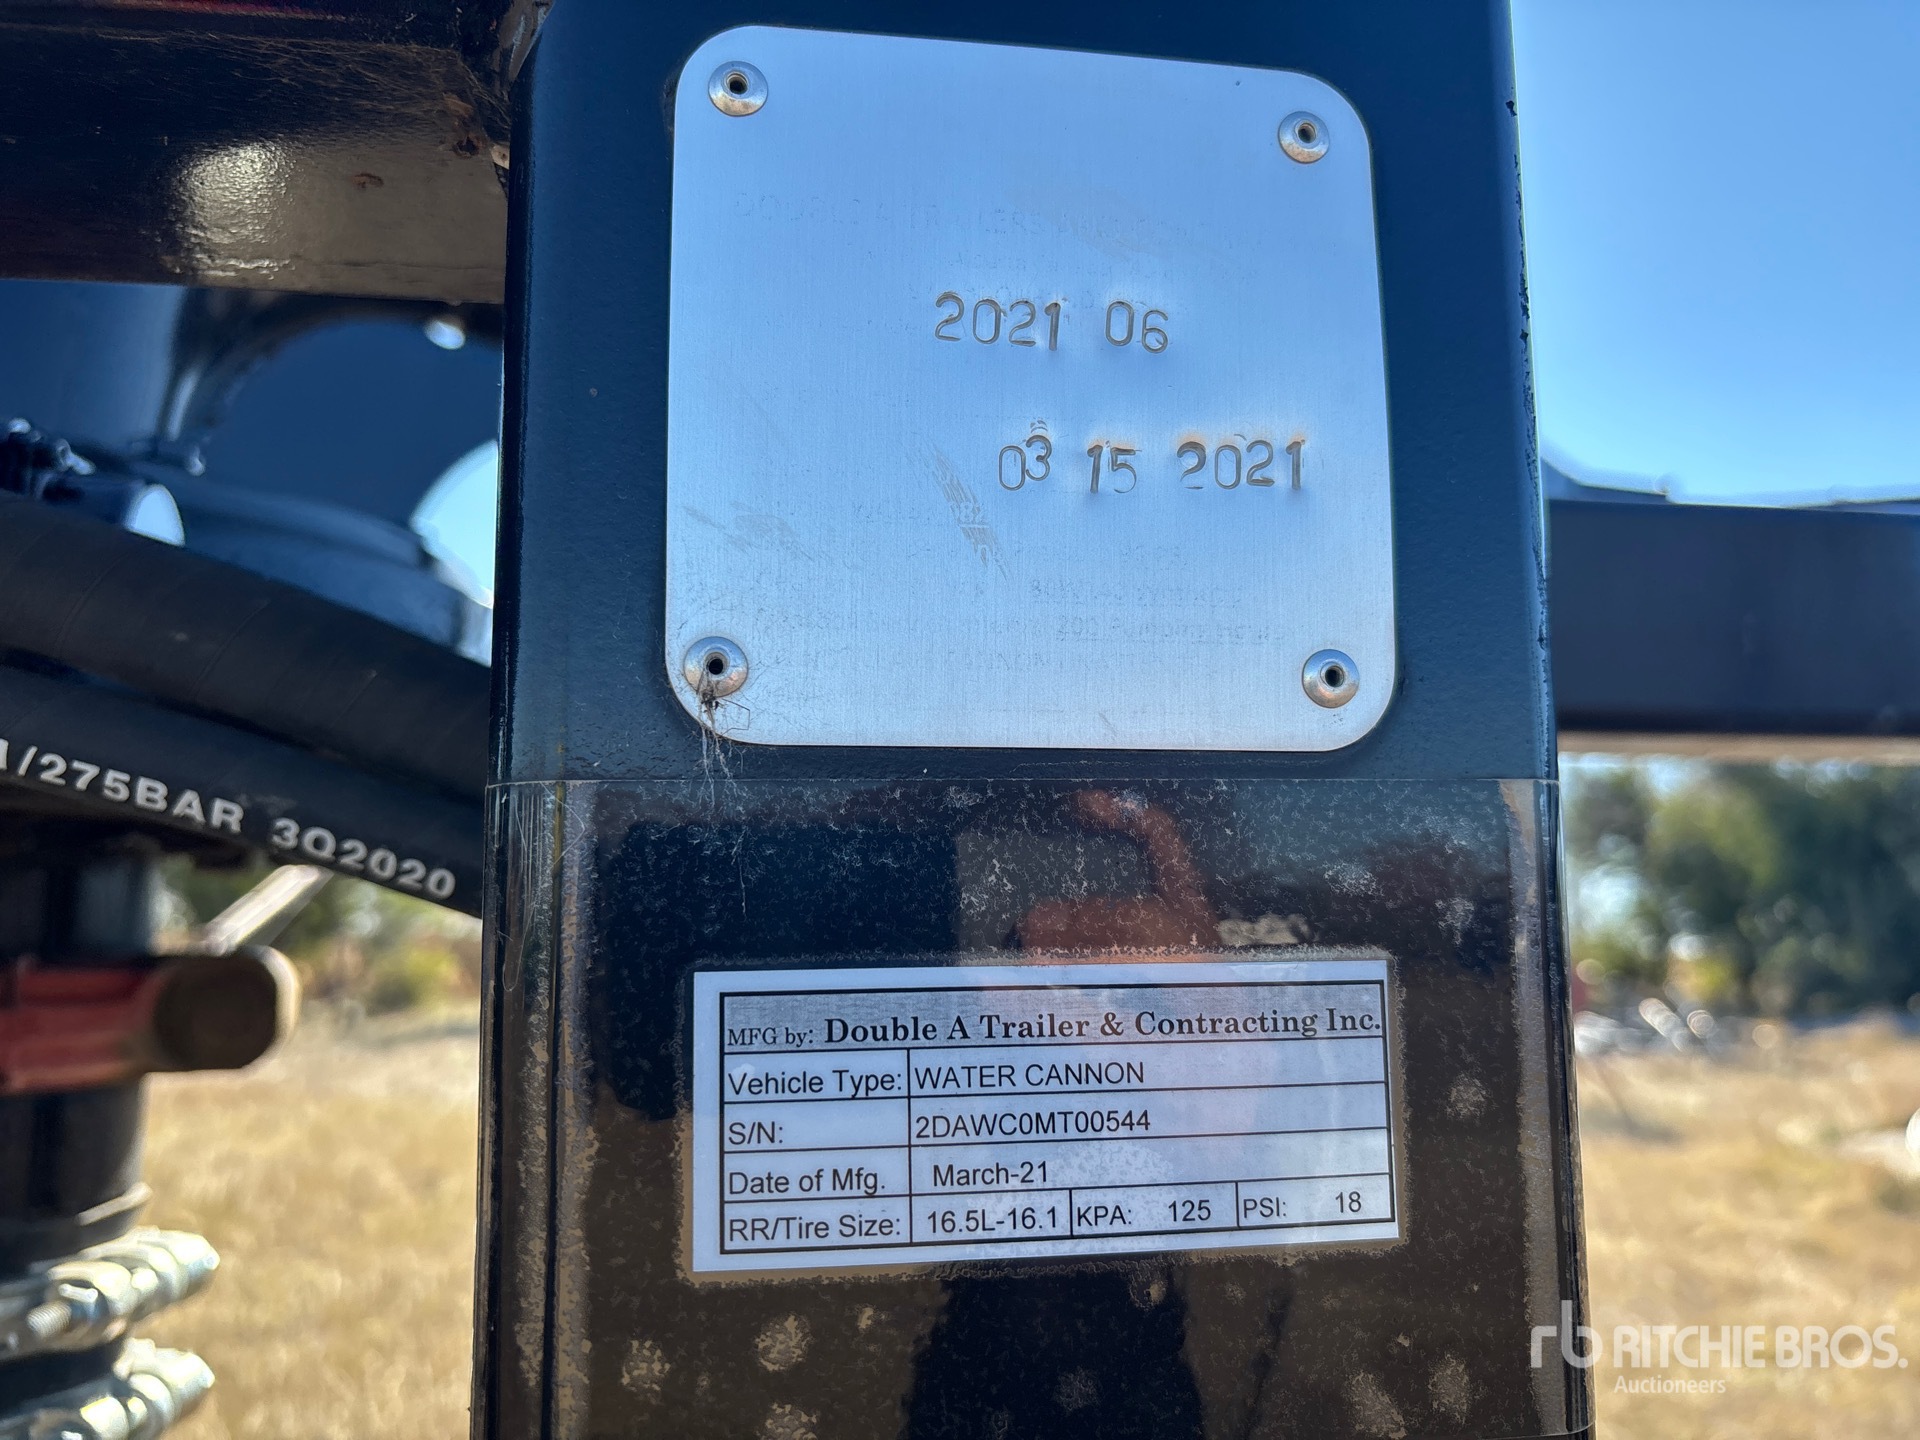 2021 06
03 15 2021
/275BAR 3Q2020
MFG by: Double A Trailer & Contracting Inc.
Vehicle Type: WATER CANNON
S/N: 2DAWC0MT00544
Date of Mfg. March-21
RR/Tire Size: 16.5L-16.1 KPA: 125 PSI: 18
rb RITCHIE BROS.
Auctioneers